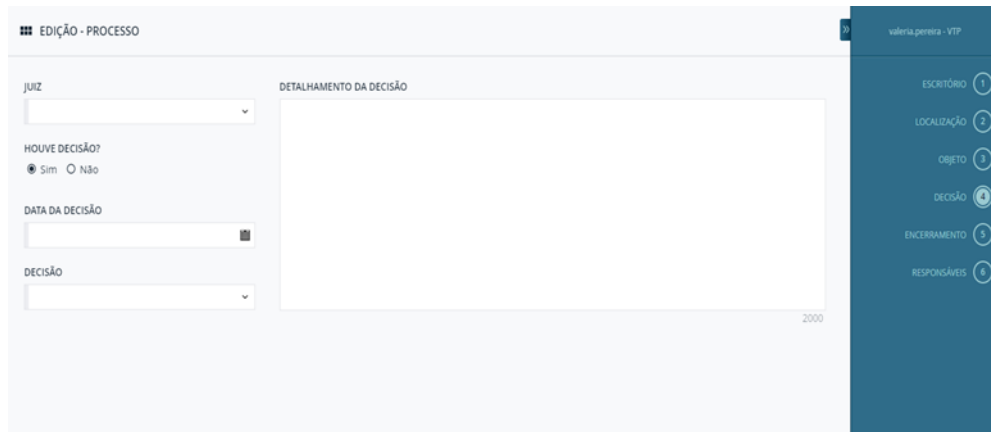 EDIÇÃO - PROCESSO
valeria.pereira - VTP
JUIZ
HOUVE DECISÃO?
Sim Não
DATA DA DECISÃO
DECISÃO
DETALHAMENTO DA DECISÃO
2000
ESCRITÓRIO 1
LOCALIZAÇÃO 2
OBJETO 3
DECISÃO 4
ENCERRAMENTO 5
RESPONSÁVEIS 6